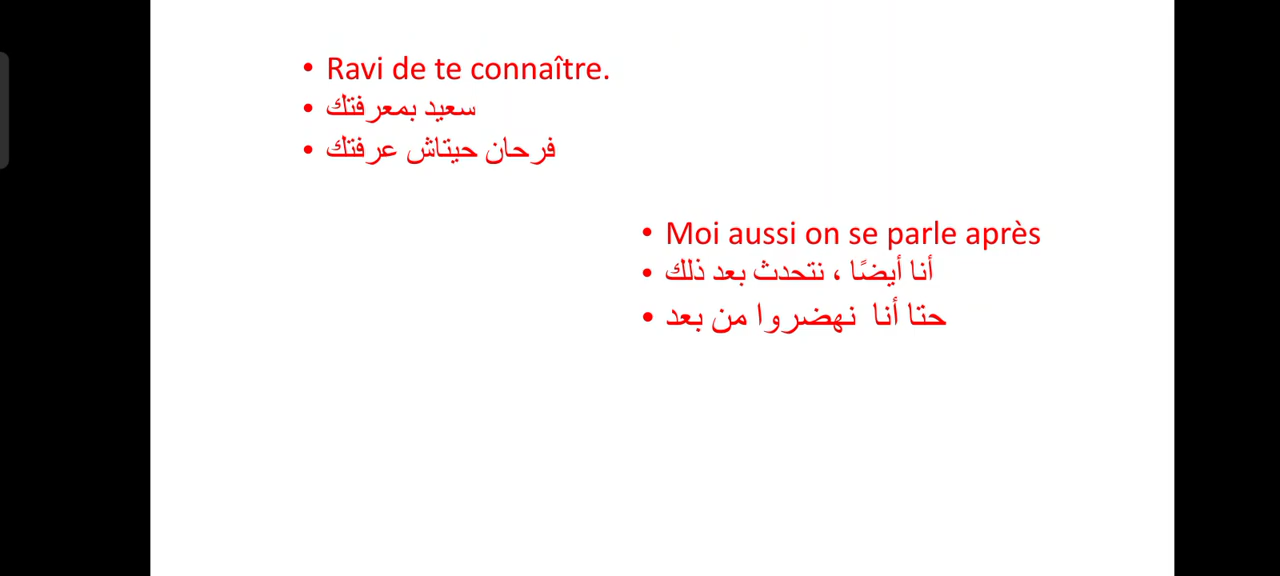 • Ravi de te connaître.
• سعيد بمعرفتك
• فرحان حيتاش عرفتك
• Moi aussi on se parle après
• أنا أيضًا ، نتحدث بعد ذلك
• حتا أنا  نهضروا من بعد